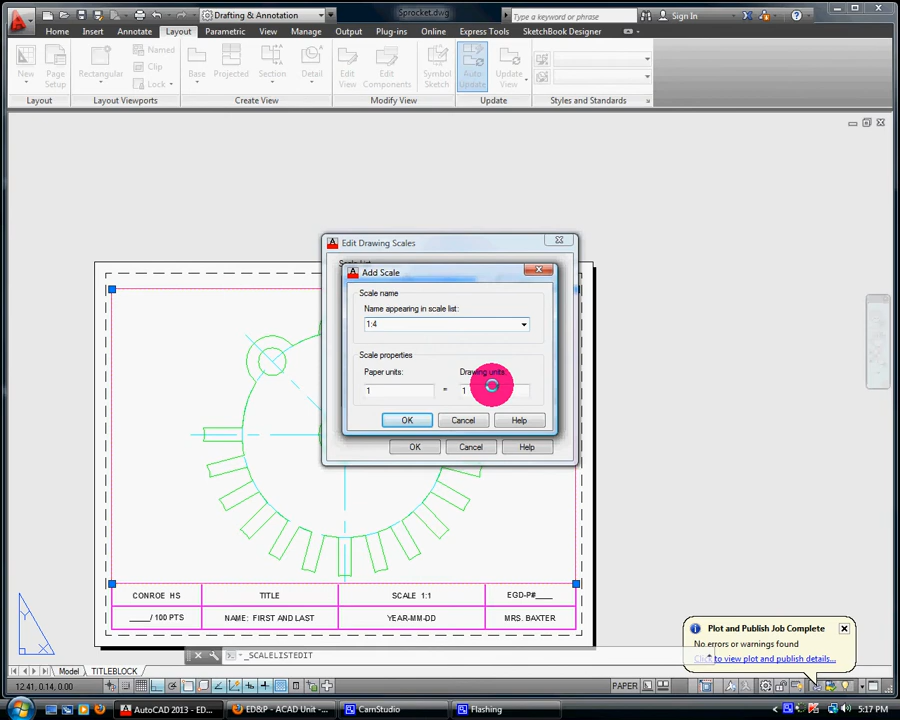 Drafting & Annotation
Sprocket.dwg
Type a keyword or phrase
Sign In
Home Insert Annotate Layout Parametric View Manage Output Plug-ins Online Express Tools SketchBook Designer
New
Page Setup
Rectangular
Named
Clip
Lock
Base
Projected
Section
Detail
Edit View
Edit Components
Symbol Sketch
Auto Update
Update View
Layout
Layout Viewports
Create View
Modify View
Update
Styles and Standards
Edit Drawing Scales
Add Scale
Scale name
Name appearing in scale list:
1:4
Scale properties
Paper units:
Drawing units:
1 = 1
OK Cancel Help
OK Cancel Help
CONROE HS TITLE SCALE 1:1 EGD-P#____
_____/ 100 PTS NAME: FIRST AND LAST YEAR-MM-DD MRS. BAXTER
Y
X
Plot and Publish Job Complete
No errors or warnings found
Click to view plot and publish details...
_SCALELISTEDIT
Model TITLEBLOCK
12.41, 0.14, 0.00
PAPER
AutoCAD 2013 - [ED...
ED&P - ACAD Unit -...
CamStudio
Flashing
5:17 PM